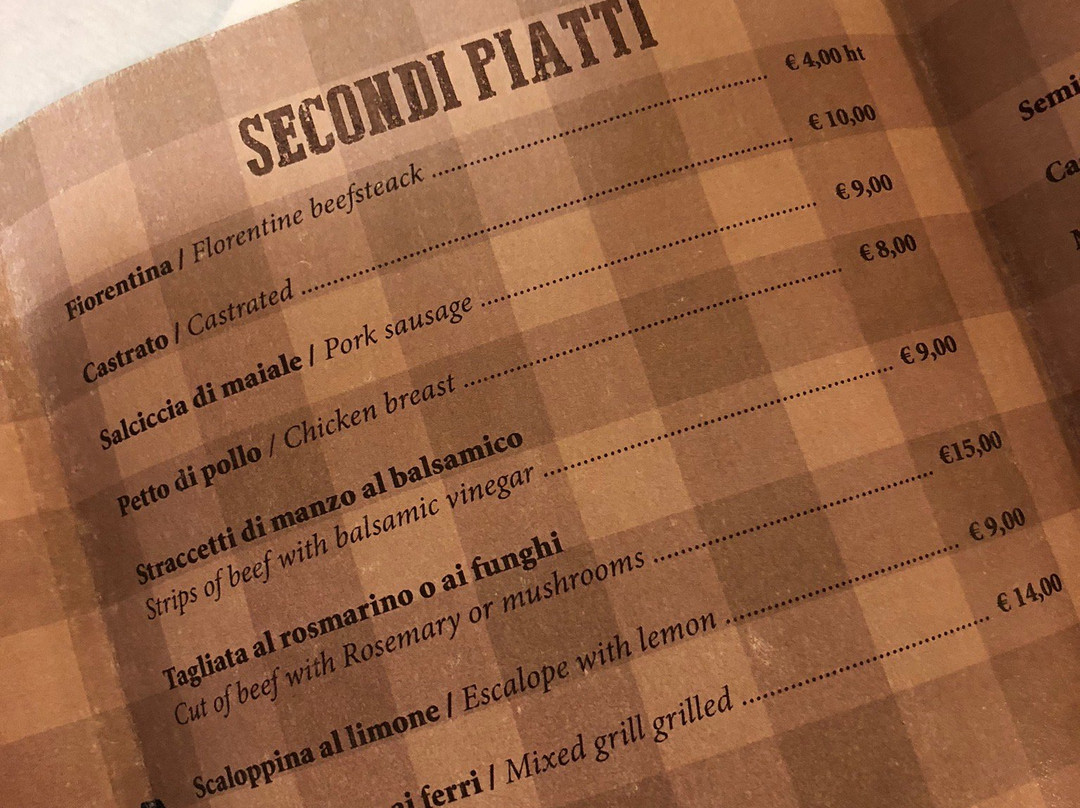 SECONDI PIATTI
Fiorentina / Florentine beefsteack ........ € 4,00 ht
Castrato / Castrated ........ € 10,00
Salciccia di maiale / Pork sausage ........ € 9,00
Petto di pollo / Chicken breast ........ € 8,00
Straccetti di manzo al balsamico
Strips of beef with balsamic vinegar ........ € 9,00
Tagliata al rosmarino o ai funghi
Cut of beef with Rosemary or mushrooms ........ €15,00
Scaloppina al limone / Escalope with lemon ........ € 9,00
ai ferri / Mixed grill grilled ........ € 14,00
Semi
Ca